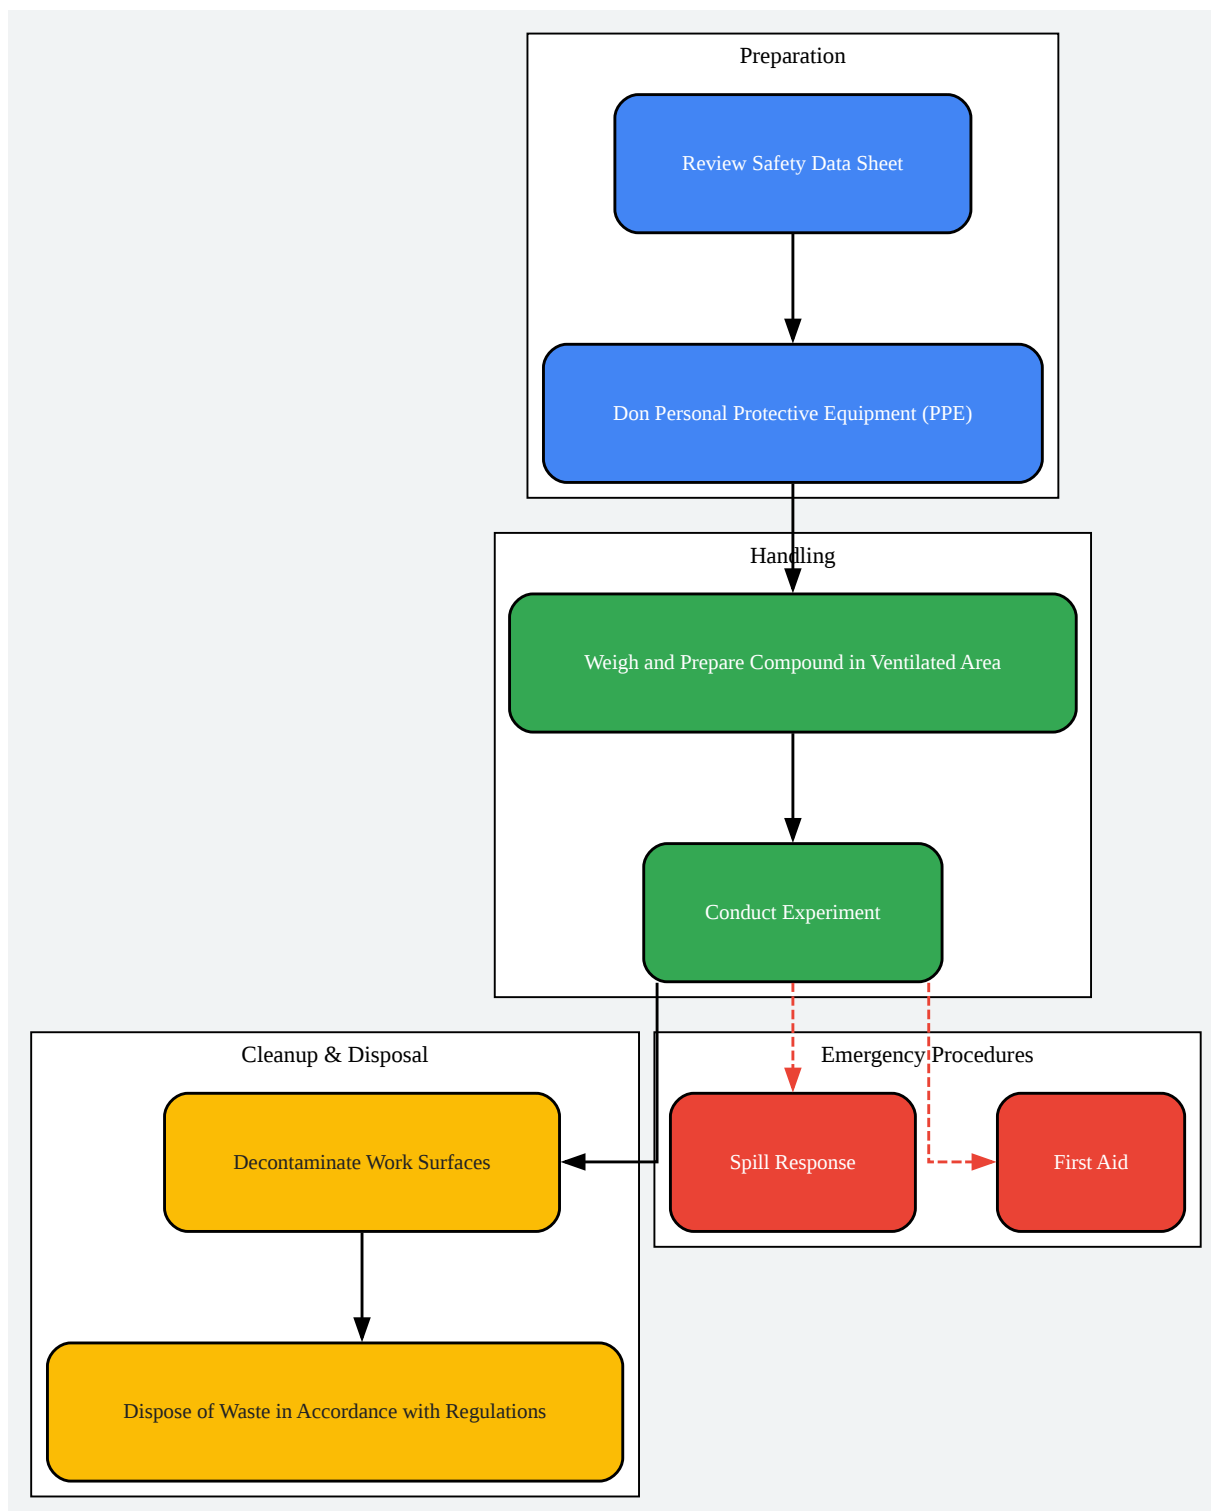 Preparation
Review Safety Data Sheet
Don Personal Protective Equipment (PPE)
Handling
Weigh and Prepare Compound in Ventilated Area
Conduct Experiment
Cleanup & Disposal
Decontaminate Work Surfaces
Dispose of Waste in Accordance with Regulations
Emergency Procedures
Spill Response
First Aid